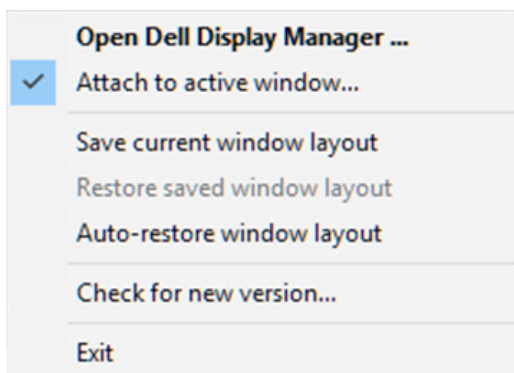 Open Dell Display Manager ...
Attach to active window...
Save current window layout
Restore saved window layout
Auto-restore window layout
Check for new version...
Exit